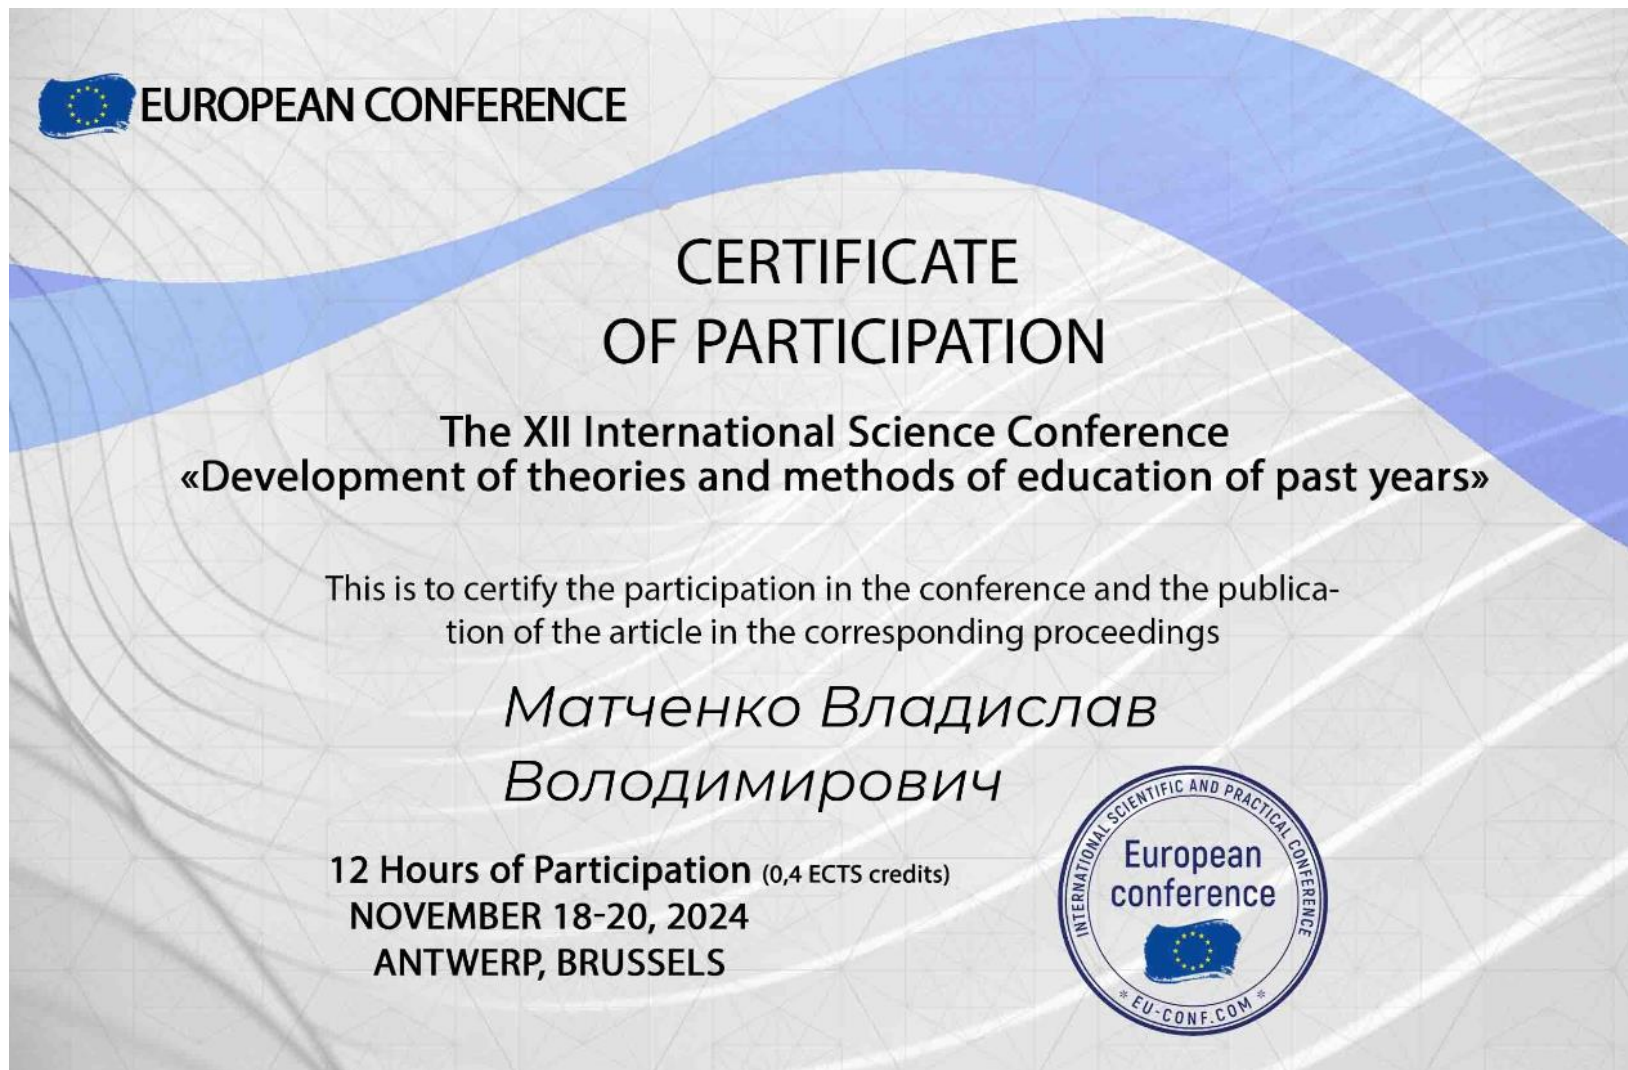 EUROPEAN CONFERENCE
CERTIFICATE
OF PARTICIPATION
The XII International Science Conference
«Development of theories and methods of education of past years»
This is to certify the participation in the conference and the publica-
tion of the article in the corresponding proceedings
Матченко Владислав
Володимирович
12 Hours of Participation (0,4 ECTS credits)
NOVEMBER 18-20, 2024
ANTWERP, BRUSSELS
INTERNATIONAL SCIENTIFIC AND PRACTICAL CONFERENCE
European
conference
* EU-CONF.COM *